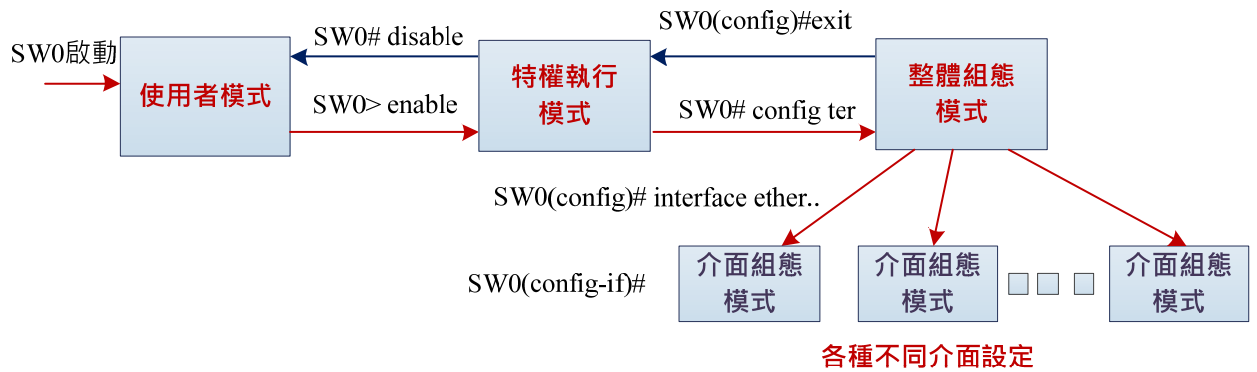 SW0啟動
使用者模式
SW0# disable
SW0> enable
特權執行
模式
SW0(config)#exit
SW0# config ter
整體組態
模式
SW0(config)# interface ether..
SW0(config-if)#
介面組態
模式
介面組態
模式
介面組態
模式
各種不同介面設定